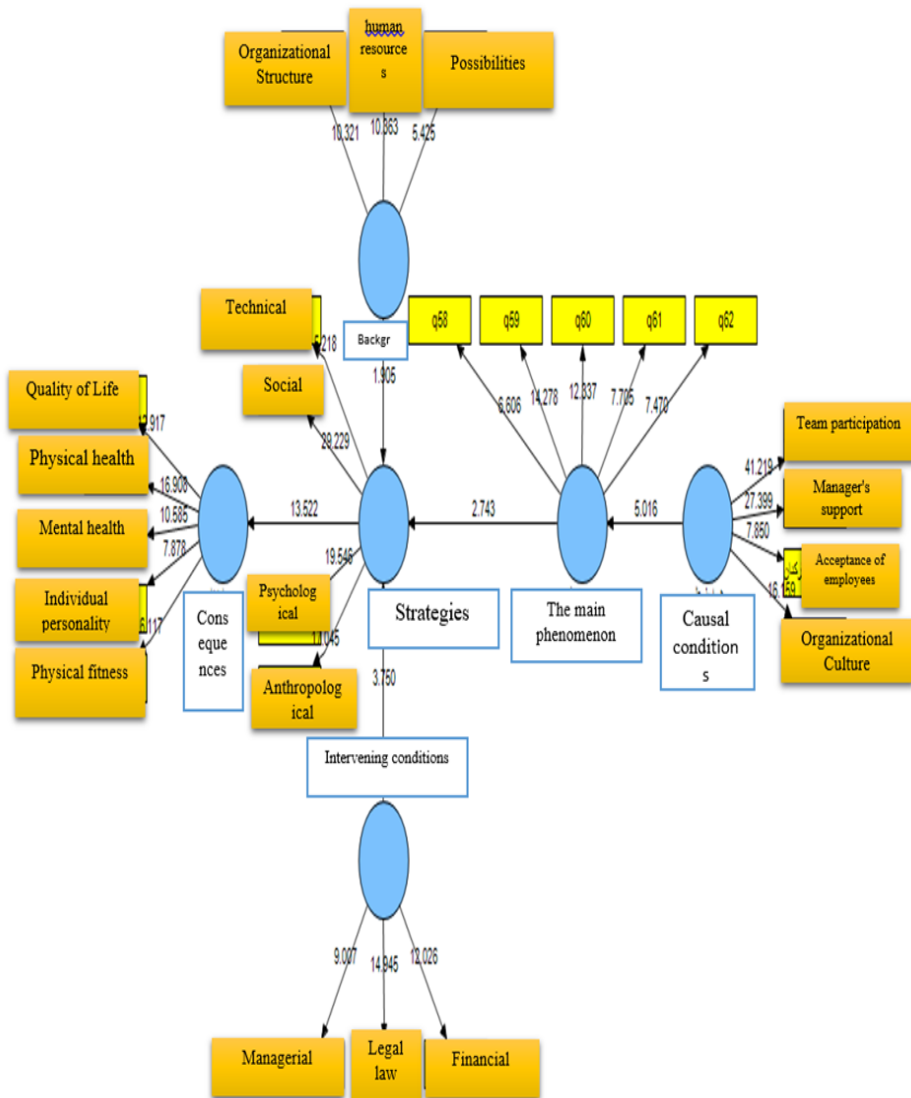 Organizational
Structure
human
resource
s
Possibilities
10.321
10.363
5.425
Technical
.218
Backgr
q58
q59
q60
q61
q62
Social
29.229
1.905
6.606
14.278
12.337
7.705
7.470
Quality of Life
.917
Physical health
16.908
Mental health
10.585
7.878
Individual
personality
.117
Physical fitness
13.522
2.743
5.016
Team participation
41.219
Manager's
support
27.399
7.850
Acceptance of
employees
16.159
Organizational
Culture
19.546
Psycholog
ical
Anthropolog
ical
Cons
eque
nces
Strategies
The main
phenomenon
Causal
condition
s
3.750
Intervening conditions
9.007
14.945
12.026
Managerial
Legal
law
Financial